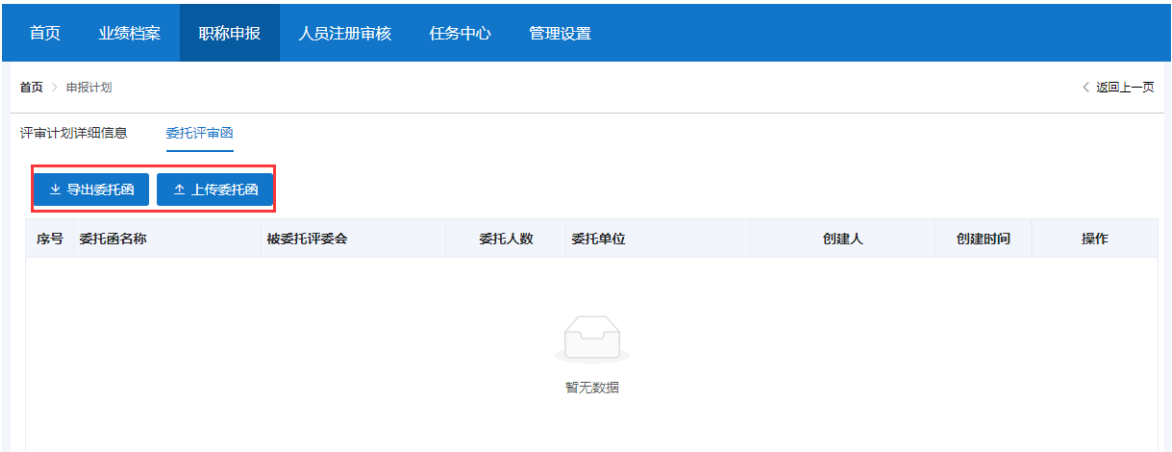 首页 业绩档案 职称申报 人员注册审核 任务中心 管理设置
首页 > 申报计划 < 返回上一页
评审计划详细信息 委托评审函
导出委托函 上传委托函
序号 委托函名称 被委托评委会 委托人数 委托单位 创建人 创建时间 操作
暂无数据